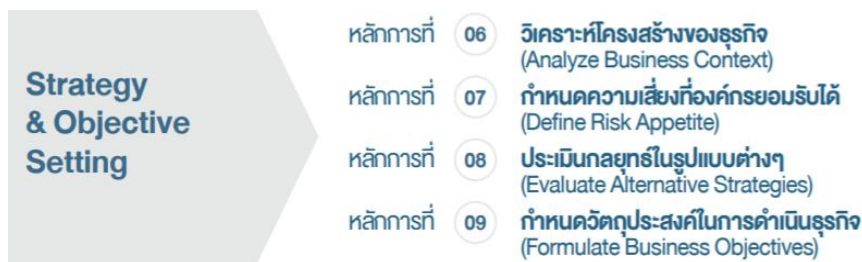 Strategy
& Objective
Setting
หลักการที่ 06 วิเคราะห์โครงสร้างของธุรกิจ
(Analyze Business Context)
หลักการที่ 07 กำหนดความเสี่ยงที่องค์กรยอมรับได้
(Define Risk Appetite)
หลักการที่ 08 ประเมินกลยุทธ์ในรูปแบบต่างๆ
(Evaluate Alternative Strategies)
หลักการที่ 09 กำหนดวัตถุประสงค์ในการดำเนินธุรกิจ
(Formulate Business Objectives)